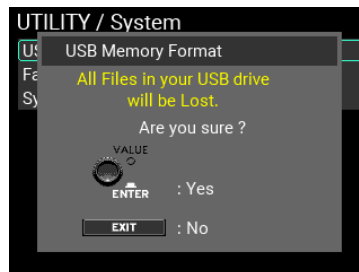 UTILITY / System
US
USB Memory Format
Fa
All Files in your USB drive
Sy
will be Lost.
Are you sure ?
VALUE
ENTER : Yes
EXIT : No